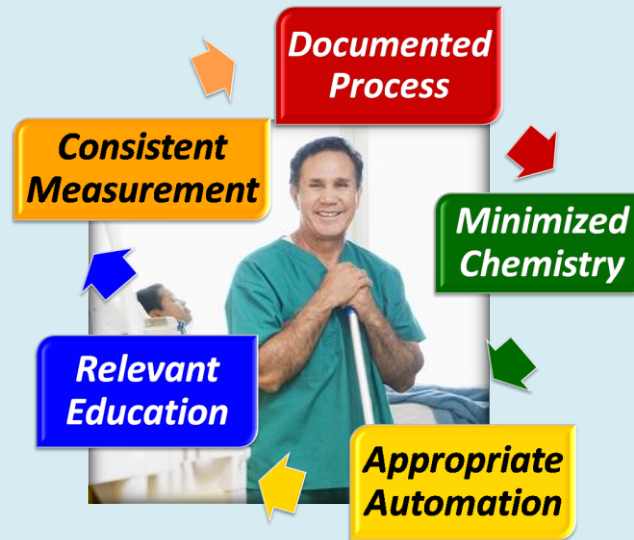 Documented
Process
Minimized
Chemistry
Appropriate
Automation
Relevant
Education
Consistent
Measurement